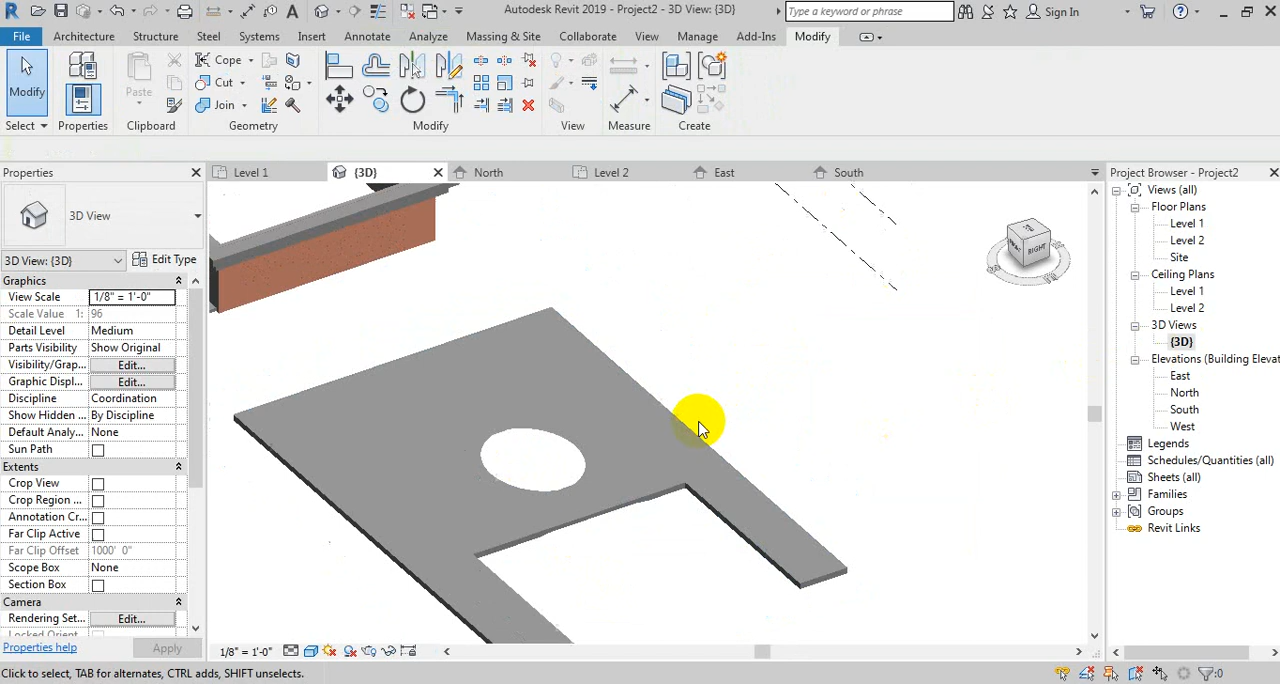 Autodesk Revit 2019 - Project2 - 3D View: {3D}
Type a keyword or phrase
Sign In
File Architecture Structure Steel Systems Insert Annotate Analyze Massing & Site Collaborate View Manage Add-Ins Modify
Modify
Paste
Cope
Cut
Join
Select Properties Clipboard Geometry Modify View Measure Create
Properties
Level 1
{3D}
North
Level 2
East
South
Project Browser - Project2
3D View
3D View: {3D}
Edit Type
Graphics
View Scale 1/8" = 1'-0"
Scale Value 1: 96
Detail Level Medium
Parts Visibility Show Original
Visibility/Grap... Edit...
Graphic Displ... Edit...
Discipline Coordination
Show Hidden ... By Discipline
Default Analy... None
Sun Path
Extents
Crop View
Crop Region ...
Annotation Cr...
Far Clip Active
Far Clip Offset 1000' 0"
Scope Box None
Section Box
Camera
Rendering Set... Edit...
Locked Orient
Properties help
Apply
TOP
RIGHT
Views (all)
Floor Plans
Level 1
Level 2
Site
Ceiling Plans
Level 1
Level 2
3D Views
{3D}
Elevations (Building Elevat
East
North
South
West
Legends
Schedules/Quantities (all)
Sheets (all)
Families
Groups
Revit Links
1/8" = 1'-0"
Click to select, TAB for alternates, CTRL adds, SHIFT unselects.
:0